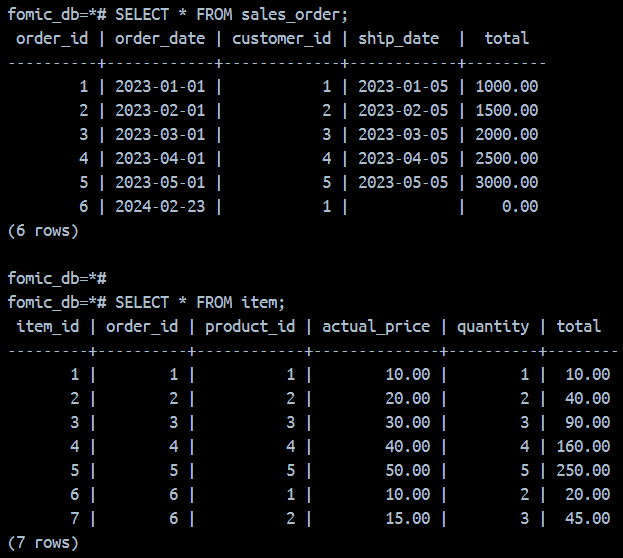 fomic_db=*# SELECT * FROM sales_order;
 order_id | order_date | customer_id | ship_date  |  total
----------+------------+-------------+------------+---------
        1 | 2023-01-01 |           1 | 2023-01-05 | 1000.00
        2 | 2023-02-01 |           2 | 2023-02-05 | 1500.00
        3 | 2023-03-01 |           3 | 2023-03-05 | 2000.00
        4 | 2023-04-01 |           4 | 2023-04-05 | 2500.00
        5 | 2023-05-01 |           5 | 2023-05-05 | 3000.00
        6 | 2024-02-23 |           1 |            |    0.00
(6 rows)
fomic_db=*#
fomic_db=*# SELECT * FROM item;
 item_id | order_id | product_id | actual_price | quantity | total
---------+----------+------------+--------------+----------+--------
       1 |        1 |          1 |        10.00 |        1 |  10.00
       2 |        2 |          2 |        20.00 |        2 |  40.00
       3 |        3 |          3 |        30.00 |        3 |  90.00
       4 |        4 |          4 |        40.00 |        4 | 160.00
       5 |        5 |          5 |        50.00 |        5 | 250.00
       6 |        6 |          1 |        10.00 |        2 |  20.00
       7 |        6 |          2 |        15.00 |        3 |  45.00
(7 rows)